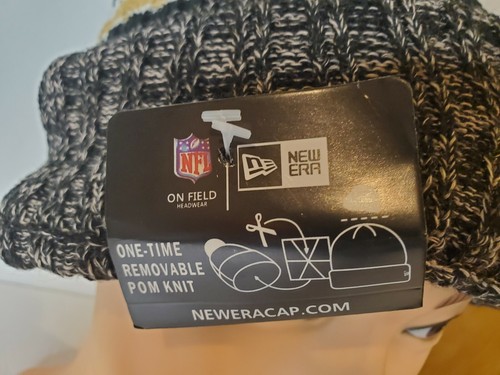 NFL
NEW
ERA
ON FIELD
HEADWEAR
ONE-TIME
REMOVABLE
POM KNIT
NEWERACAP.COM